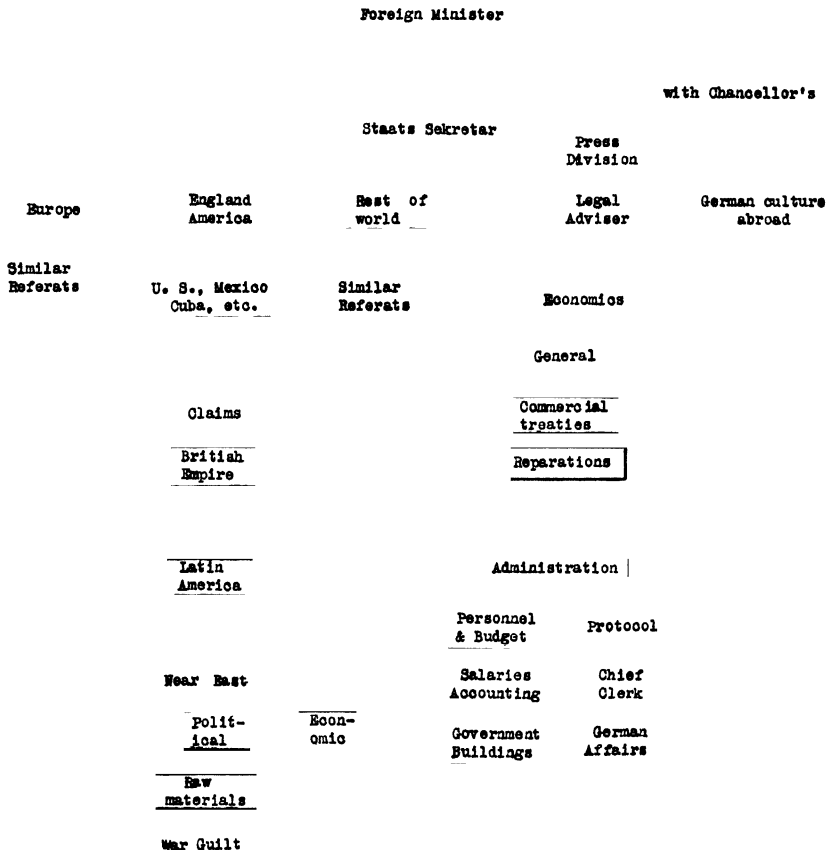 Foreign Minister
with Chancellor's
Staats Sekretar
Press
Division
Europe
England
America
Rest of
world
Legal
Adviser
German culture
abroad
Similar
Referats
U. S., Mexico
Cuba, etc.
Similar
Referats
Economics
General
Claims
Commercial
treaties
British
Empire
Reparations
Latin
America
Administration
Personnel
& Budget
Protocol
Near East
Salaries
Accounting
Chief
Clerk
Polit-
ical
Econ-
omic
Government
Buildings
German
Affairs
Raw
materials
War Guilt